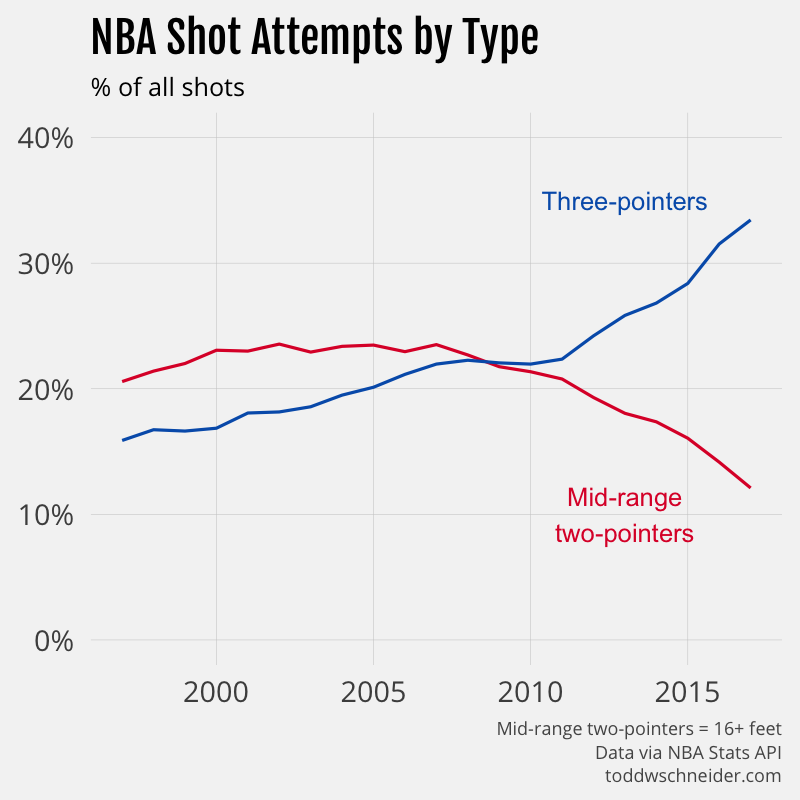 NBA Shot Attempts by Type
% of all shots
40%
Three-pointers
30%
20%
Mid-range
10%
two-pointers
0%
2000 2005 2010 2015
Mid-range two-pointers = 16+ feet
Data via NBA Stats API
toddwschneider.com